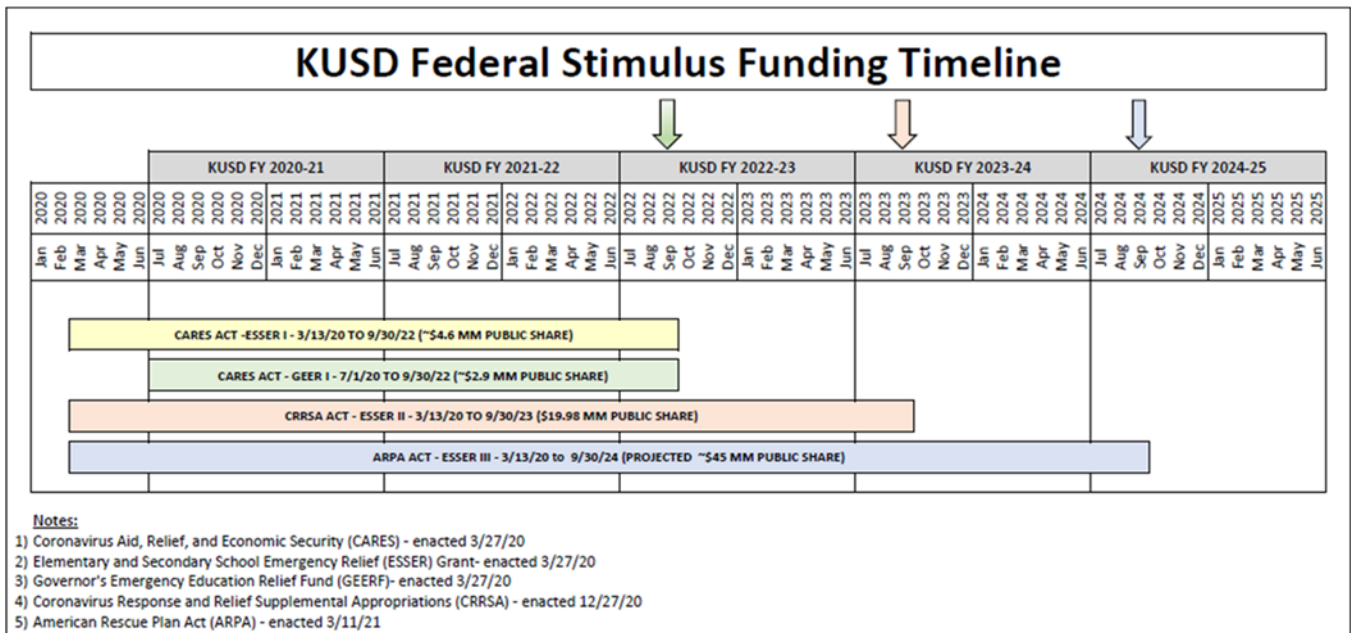 KUSD Federal Stimulus Funding Timeline
KUSD FY 2020-21 KUSD FY 2021-22 KUSD FY 2022-23 KUSD FY 2023-24 KUSD FY 2024-25
2020 2020 2020 2020 2020 2020 2020 2020 2020 2020 2020 2020 2021 2021 2021 2021 2021 2021 2021 2021 2021 2021 2021 2021 2022 2022 2022 2022 2022 2022 2022 2022 2022 2022 2022 2022 2023 2023 2023 2023 2023 2023 2023 2023 2023 2023 2023 2023 2024 2024 2024 2024 2024 2024 2024 2024 2024 2024 2024 2024 2025 2025 2025 2025 2025 2025
Jan Feb Mar Apr May Jun Jul Aug Sep Oct Nov Dec Jan Feb Mar Apr May Jun Jul Aug Sep Oct Nov Dec Jan Feb Mar Apr May Jun Jul Aug Sep Oct Nov Dec Jan Feb Mar Apr May Jun Jul Aug Sep Oct Nov Dec Jan Feb Mar Apr May Jun Jul Aug Sep Oct Nov Dec Jan Feb Mar Apr May Jun
CARES ACT -ESSER I - 3/13/20 TO 9/30/22 (~$4.6 MM PUBLIC SHARE)
CARES ACT - GEER I - 7/1/20 TO 9/30/22 (~$2.9 MM PUBLIC SHARE)
CRRSA ACT - ESSER II - 3/13/20 TO 9/30/23 ($19.98 MM PUBLIC SHARE)
ARPA ACT - ESSER III - 3/13/20 to 9/30/24 (PROJECTED ~$45 MM PUBLIC SHARE)
Notes:
1) Coronavirus Aid, Relief, and Economic Security (CARES) - enacted 3/27/20
2) Elementary and Secondary School Emergency Relief (ESSER) Grant- enacted 3/27/20
3) Governor's Emergency Education Relief Fund (GEERF)- enacted 3/27/20
4) Coronavirus Response and Relief Supplemental Appropriations (CRRSA) - enacted 12/27/20
5) American Rescue Plan Act (ARPA) - enacted 3/11/21